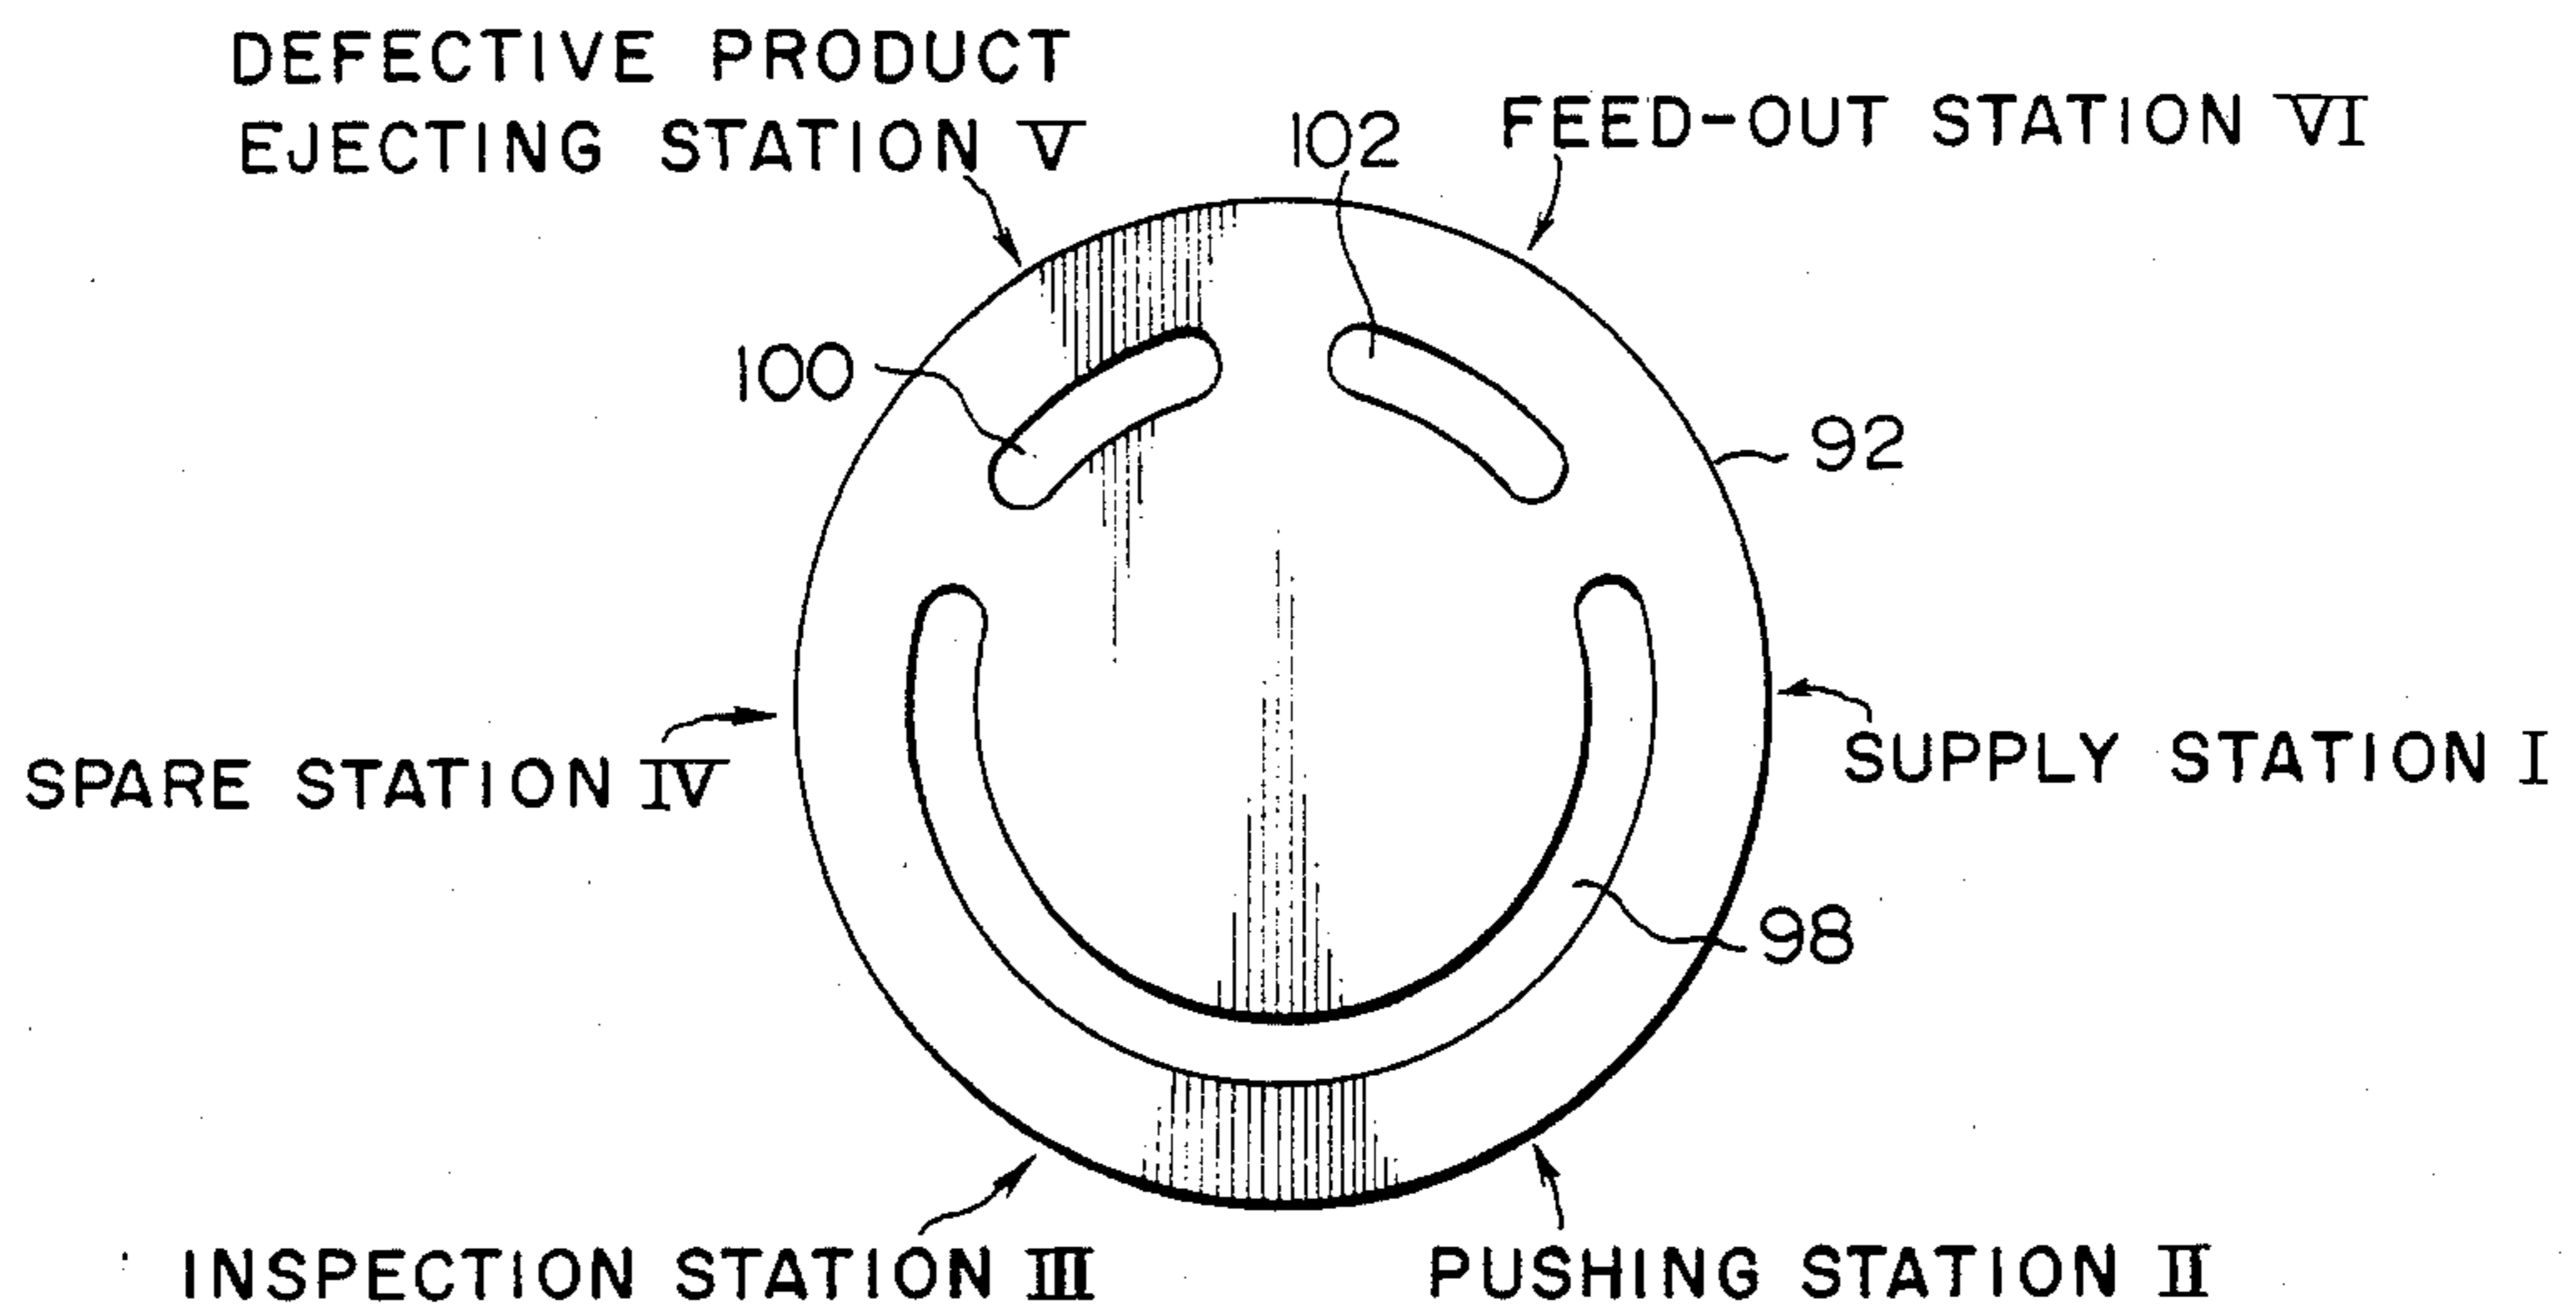 DEFECTIVE PRODUCT
EJECTING STATION V
102
FEED-OUT STATION VI
100
92
SPARE STATION IV
SUPPLY STATION I
98
INSPECTION STATION III
PUSHING STATION II